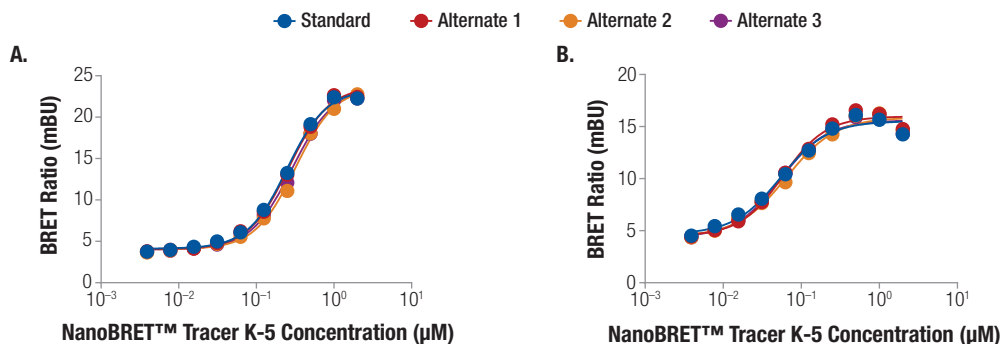 Standard Alternate 1 Alternate 2 Alternate 3
A.
BRET Ratio (mBU)
25
20
15
10
5
0
10⁻³ 10⁻² 10⁻¹ 10⁰ 10¹
NanoBRET™ Tracer K-5 Concentration (µM)
B.
BRET Ratio (mBU)
20
15
10
5
0
10⁻³ 10⁻² 10⁻¹ 10⁰ 10¹
NanoBRET™ Tracer K-5 Concentration (µM)